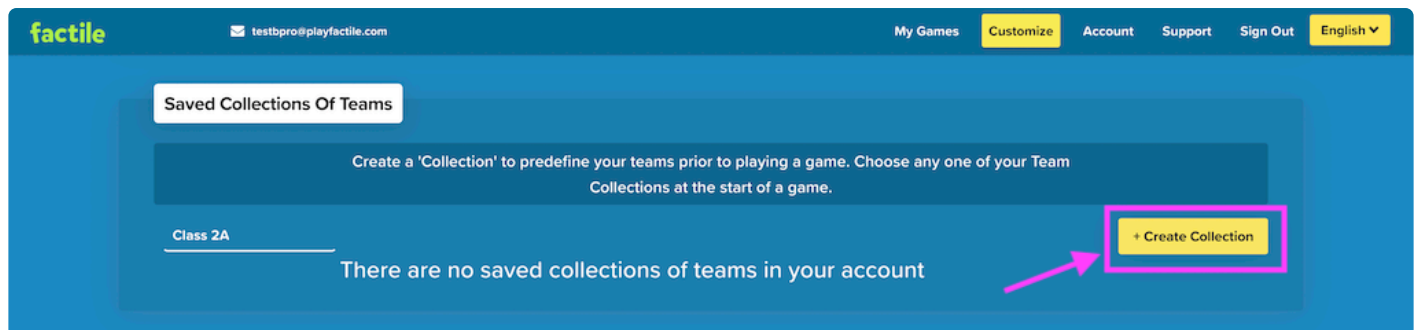 factile
testbpro@playfactile.com
My Games
Customize
Account
Support
Sign Out
English
Saved Collections Of Teams
Create a 'Collection' to predefine your teams prior to playing a game. Choose any one of your Team
Collections at the start of a game.
Class 2A
+ Create Collection
There are no saved collections of teams in your account